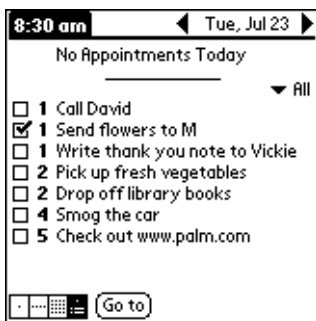 8:30 am Tue, Jul 23
No Appointments Today
All
1 Call David
1 Send flowers to M
1 Write thank you note to Vickie
2 Pick up fresh vegetables
2 Drop off library books
4 Smog the car
5 Check out www.palm.com
Go to